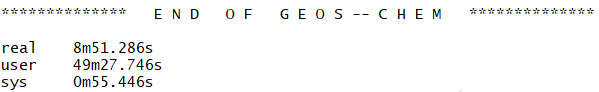 ************** E N D O F G E O S -- C H E M **************
real 8m51.286s
user 49m27.746s
sys 0m55.446s